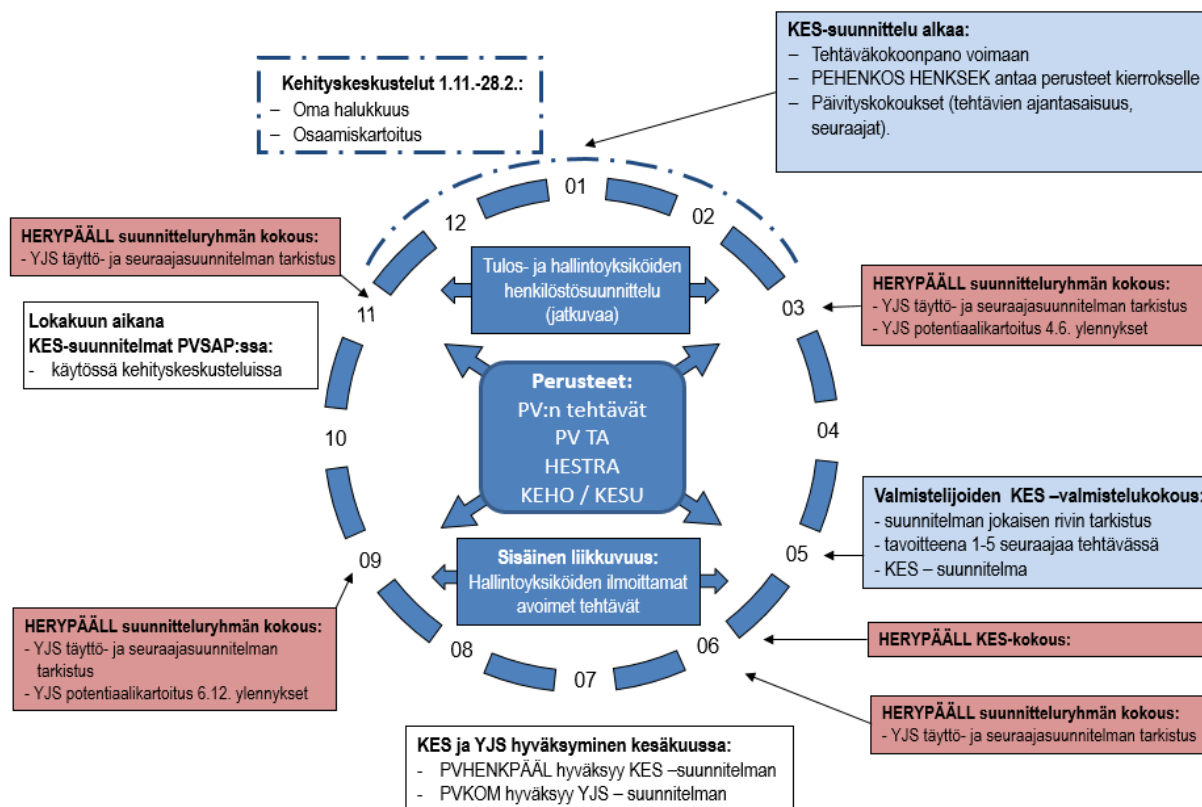 KES-suunnittelu alkaa:
– Tehtäväkokoonpano voimaan
– PEHENKOS HENKSEK antaa perusteet kierrokselle
– Päivityskokoukset (tehtävien ajantasaisuus,
seuraajat).
Kehityskeskustelut 1.11.-28.2.:
– Oma halukkuus
– Osaamiskartoitus
01
02
03
04
05
06
07
08
09
10
11
12
HERYPÄÄLL suunnitteluryhmän kokous:
- YJS täyttö- ja seuraajasuunnitelman tarkistus
Lokakuun aikana
KES-suunnitelmat PVSAP:ssa:
- käytössä kehityskeskusteluissa
Tulos- ja hallintoyksiköiden
henkilöstösuunnittelu
(jatkuvaa)
HERYPÄÄLL suunnitteluryhmän kokous:
- YJS täyttö- ja seuraajasuunnitelman tarkistus
- YJS potentiaalikartoitus 4.6. ylennykset
Perusteet:
PV:n tehtävät
PV TA
HESTRA
KEHO / KESU
Valmistelijoiden KES –valmistelukokous:
- suunnitelman jokaisen rivin tarkistus
- tavoitteena 1-5 seuraajaa tehtävässä
- KES – suunnitelma
Sisäinen liikkuvuus:
Hallintoyksiköiden ilmoittamat
avoimet tehtävät
HERYPÄÄLL suunnitteluryhmän kokous:
- YJS täyttö- ja seuraajasuunnitelman
tarkistus
- YJS potentiaalikartoitus 6.12. ylennykset
HERYPÄÄLL KES-kokous:
HERYPÄÄLL suunnitteluryhmän kokous:
- YJS täyttö- ja seuraajasuunnitelman tarkistus
KES ja YJS hyväksyminen kesäkuussa:
- PVHENKPÄÄL hyväksyy KES –suunnitelman
- PVKOM hyväksyy YJS – suunnitelman